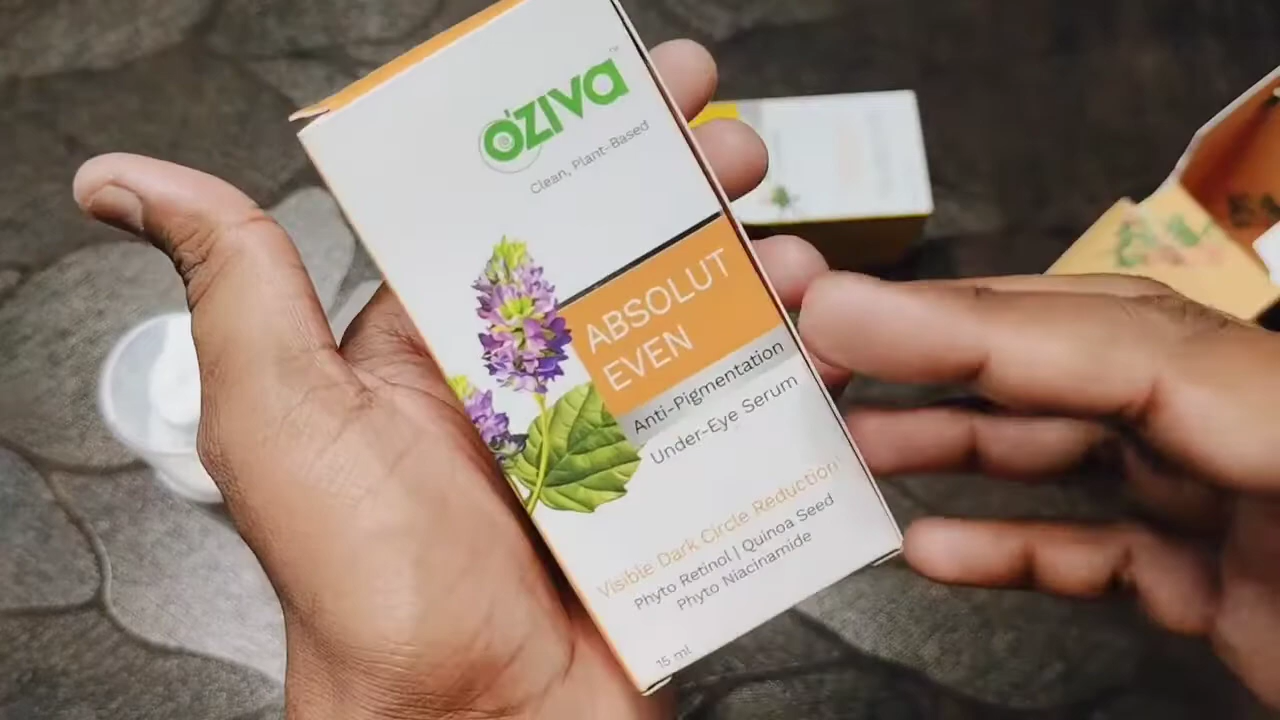 OZIVA
Clean, Plant-Based
ABSOLUT
EVEN
Anti-Pigmentation
Under-Eye Serum
Visible Dark Circle Reduction
Phyto Retinol | Quinoa Seed
Phyto Niacinamide
15 ml